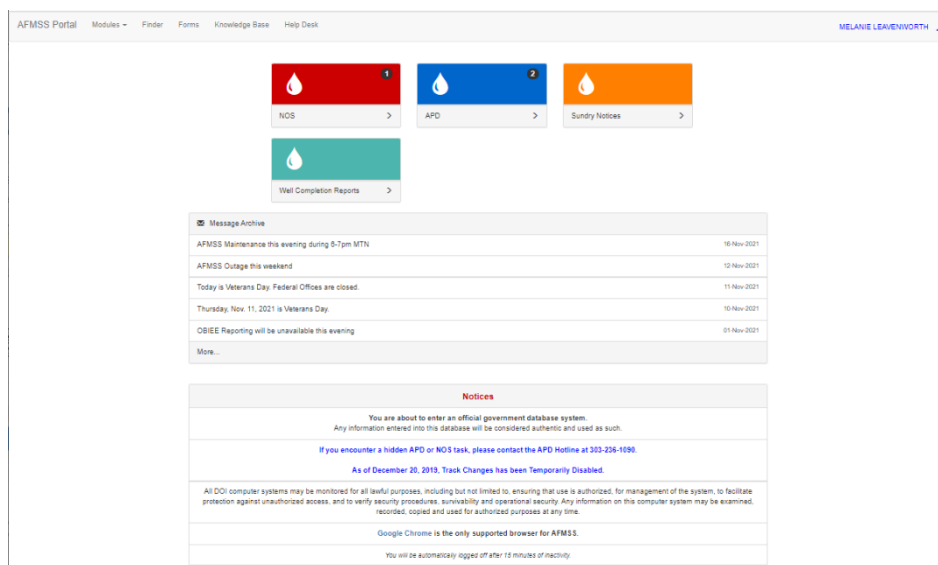 AFMSS Portal Modules Finder Forms Knowledge Base Help Desk MELANIE LEAVENWORTH
1 2
NOS APD Sundry Notices
Well Completion Reports
Message Archive
AFMSS Maintenance this evening during 6-7pm MTN 16-Nov-2021
AFMSS Outage this weekend 12-Nov-2021
Today is Veterans Day. Federal Offices are closed. 11-Nov-2021
Thursday, Nov. 11, 2021 is Veterans Day. 10-Nov-2021
OBIEE Reporting will be unavailable this evening 01-Nov-2021
More...
Notices
You are about to enter an official government database system.
Any information entered into this database will be considered authentic and used as such.
If you encounter a hidden APD or NOS task, please contact the APD Hotline at 303-236-1090.
As of December 20, 2019, Track Changes has been Temporarily Disabled.
All DOI computer systems may be monitored for all lawful purposes, including but not limited to, ensuring that use is authorized, for management of the system, to facilitate
protection against unauthorized access, and to verify security procedures, survivability and operational security. Any information on this computer system may be examined,
recorded, copied and used for authorized purposes at any time.
Google Chrome is the only supported browser for AFMSS.
You will be automatically logged off after 15 minutes of inactivity.